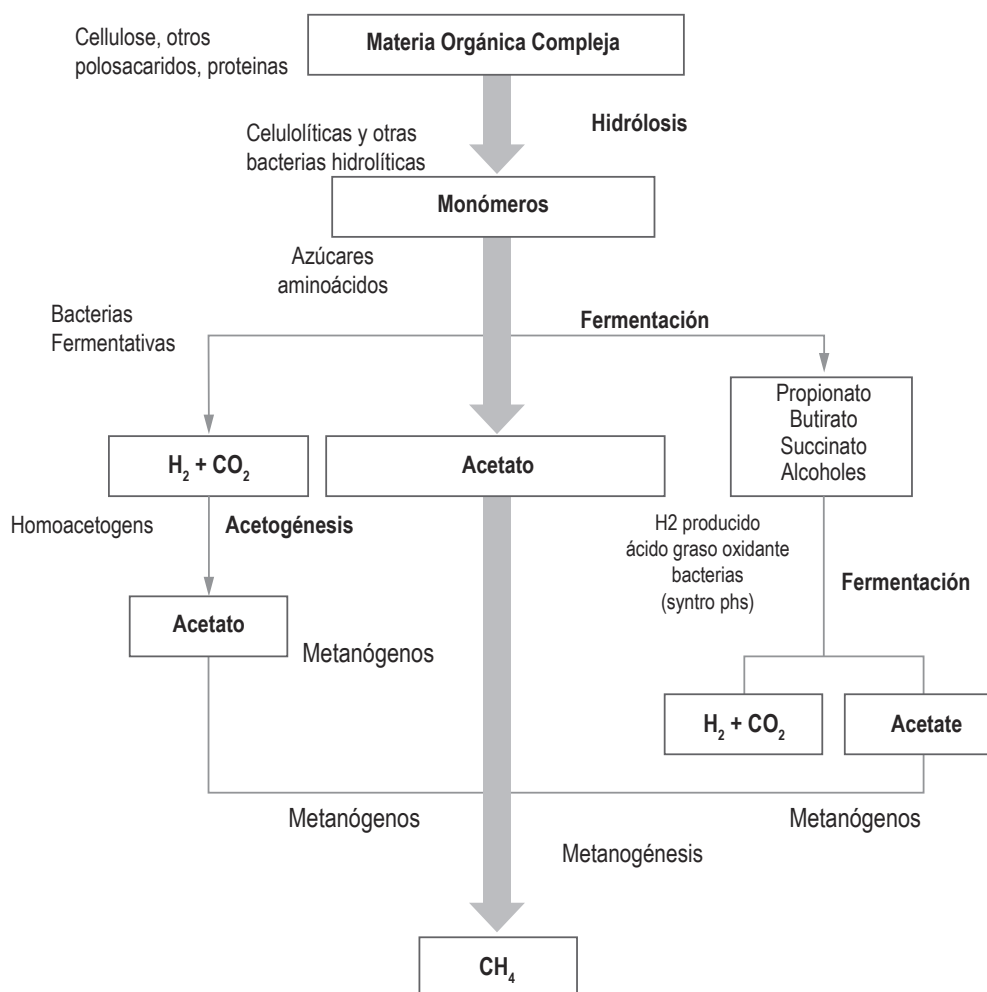 Cellulose, otros
polosacaridos, proteinas
Materia Orgánica Compleja
Hidrólosis
Celulolíticas y otras
bacterias hidrolíticas
Monómeros
Azúcares
aminoácidos
Bacterias
Fermentativas
Fermentación
Propionato
Butirato
Succinato
Alcoholes
H₂ + CO₂
Acetato
Homoacetogens
Acetogénesis
H2 producido
ácido graso oxidante
bacterias
(syntro phs)
Fermentación
Acetato
Metanógenos
H₂ + CO₂
Acetate
Metanógenos
Metanógenos
Metanogénesis
CH₄